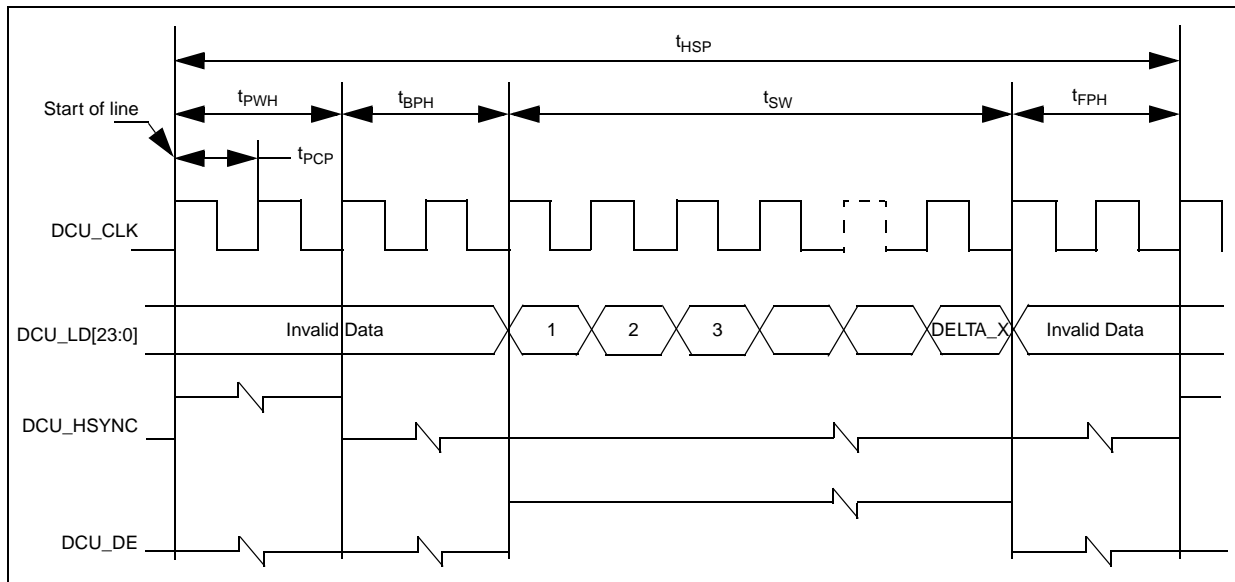 tHSP
tPWH
tBPH
tSW
tFPH
Start of line
tPCP
DCU_CLK
DCU_LD[23:0]
Invalid Data
1
2
3
DELTA_X
Invalid Data
DCU_HSYNC
DCU_DE